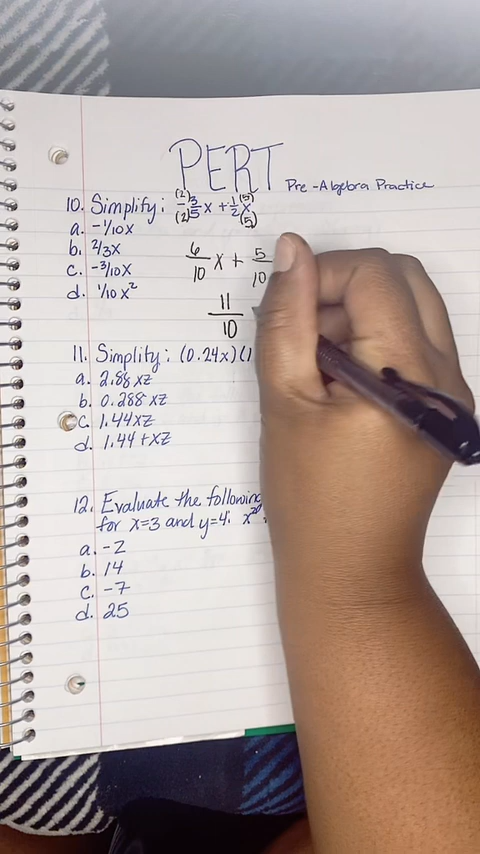 PERT
Pre-Algebra Practice
10. Simplify: -3/5 x + 1/2 x
(2) (5)
(2) (5)
a. -1/10x
b. 2/3x
c. -3/10x
d. 1/10 x²
6/10 x + 5/10
11/10
11. Simplify: (0.24x)(1
a. 2.88xz
b. 0.288xz
c. 1.44xz
d. 1.44+xz
12. Evaluate the following
for x=3 and y=4:
a. -2
b. 14
c. -7
d. 25